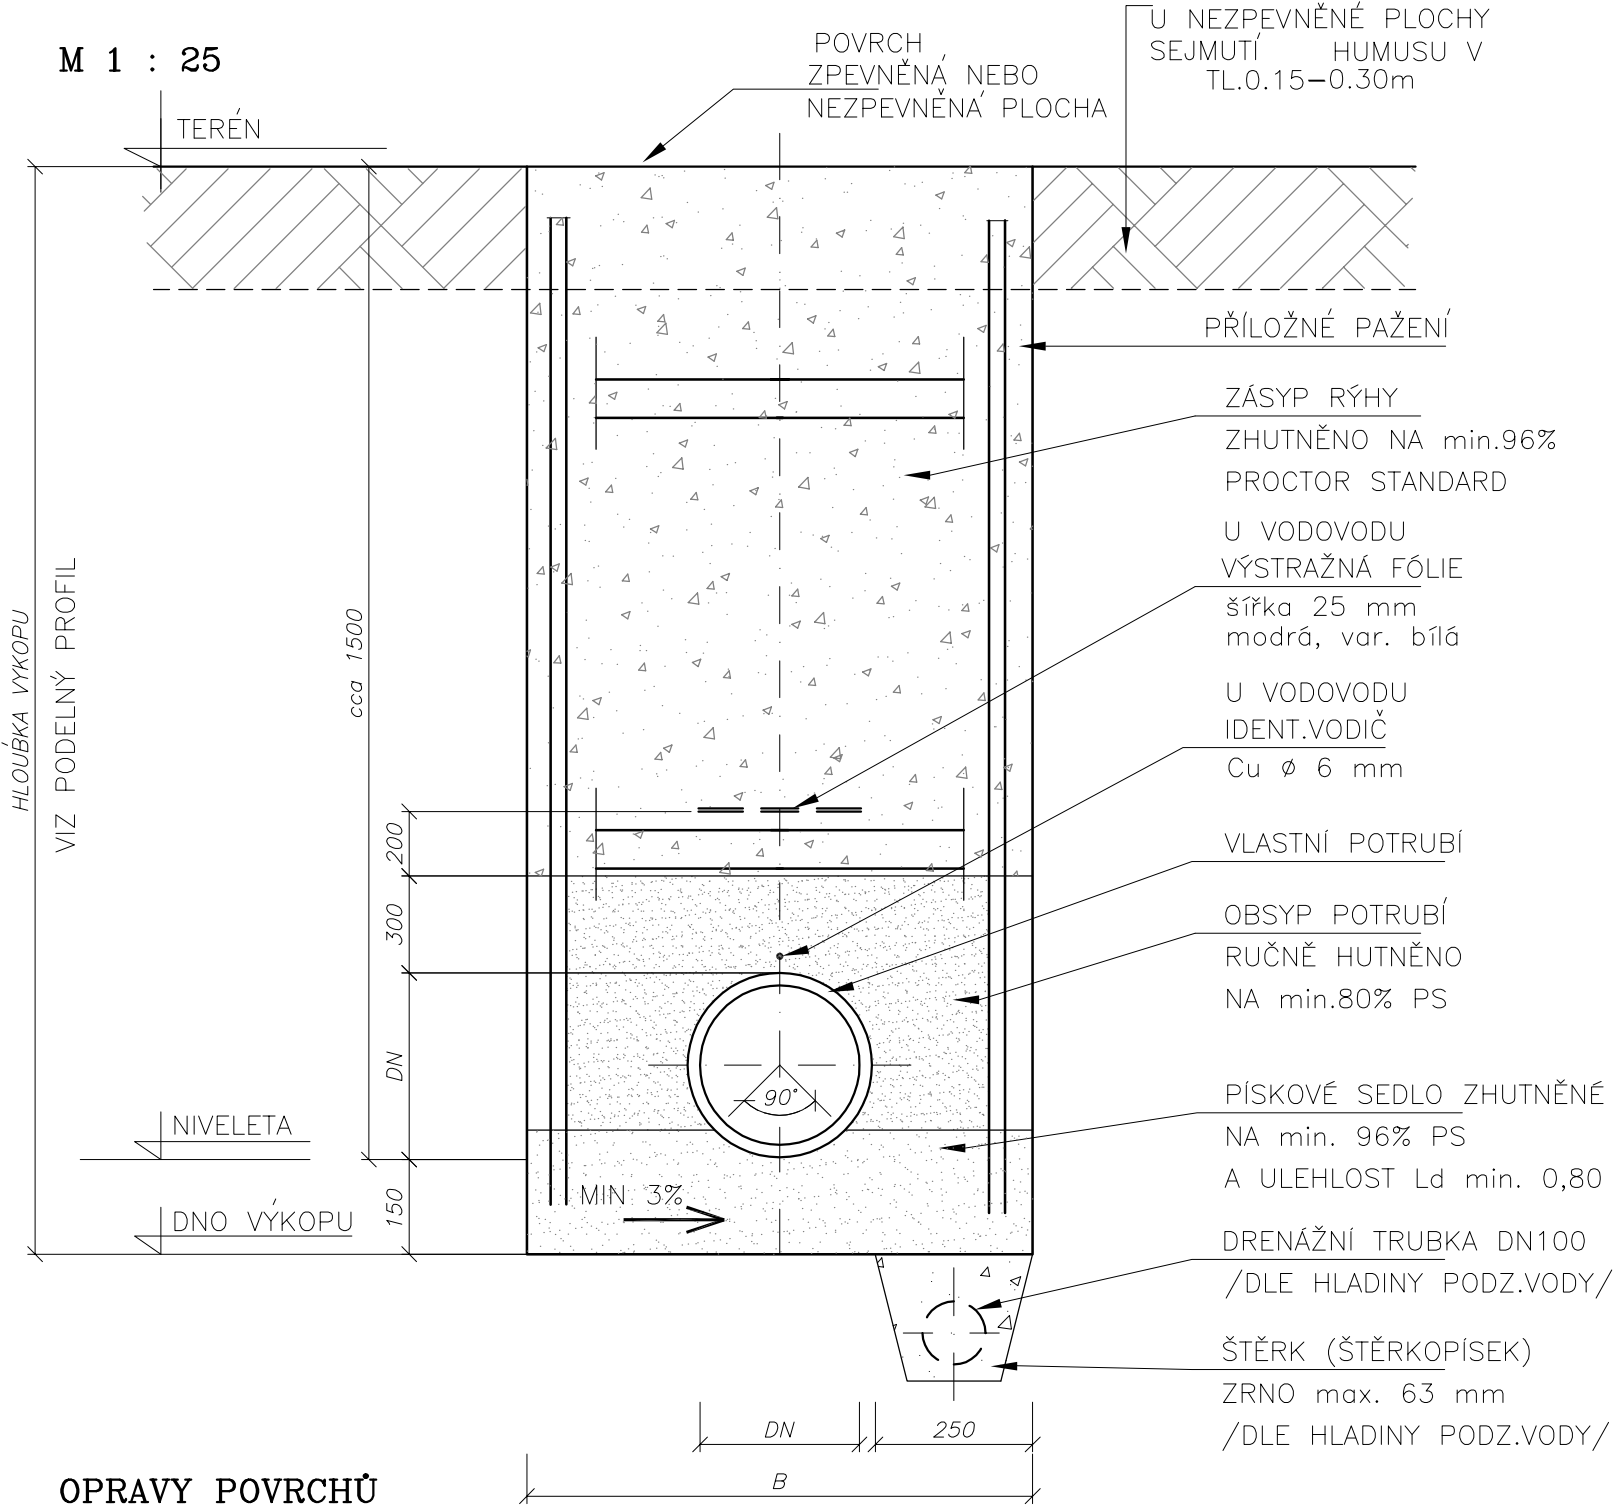 M 1 : 25
POVRCH
ZPEVNĚNÁ NEBO
NEZPEVNĚNÁ PLOCHA
U NEZPEVNĚNÉ PLOCHY
SEJMUTÍ HUMUSU V
TL.0.15-0.30m
TERÉN
PŘÍLOŽNÉ PAŽENÍ
ZÁSYP RÝHY
ZHUTNĚNO NA min.96%
PROCTOR STANDARD
U VODOVODU
VÝSTRAŽNÁ FÓLIE
šířka 25 mm
modrá, var. bílá
U VODOVODU
IDENT.VODIČ
Cu ø 6 mm
VLASTNÍ POTRUBÍ
OBSYP POTRUBÍ
RUČNĚ HUTNĚNO
NA min.80% PS
PÍSKOVÉ SEDLO ZHUTNĚNÉ
NA min. 96% PS
A ULEHLOST Ld min. 0,80
DRENÁŽNÍ TRUBKA DN100
/DLE HLADINY PODZ.VODY/
ŠTĚRK (ŠTĚRKOPÍSEK)
ZRNO max. 63 mm
/DLE HLADINY PODZ.VODY/
HLOUBKA VÝKOPU
VIZ PODELNÝ PROFIL
cca 1500
200
300
DN
150
90°
NIVELETA
DNO VÝKOPU
MIN 3%
DN
250
B
OPRAVY POVRCHŮ